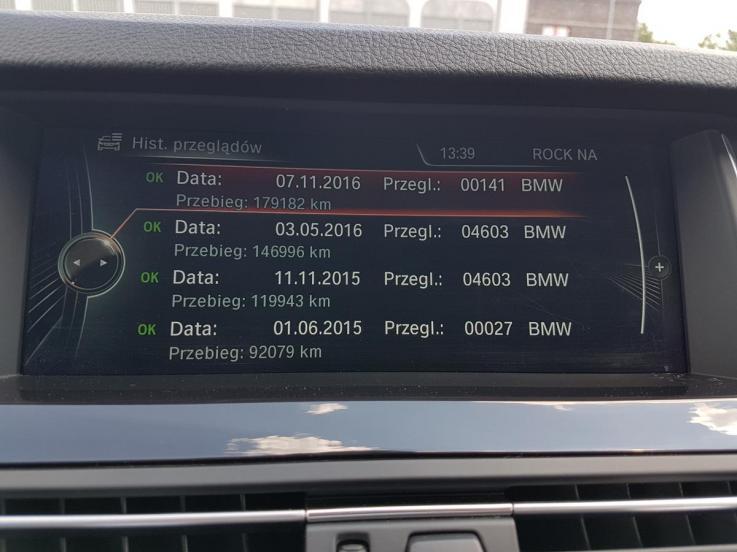 Hist. przeglądów 13:39 ROCK NA
OK Data: 07.11.2016 Przegl.: 00141 BMW
Przebieg: 179182 km
OK Data: 03.05.2016 Przegl.: 04603 BMW
Przebieg: 146996 km
OK Data: 11.11.2015 Przegl.: 04603 BMW
Przebieg: 119943 km
OK Data: 01.06.2015 Przegl.: 00027 BMW
Przebieg: 92079 km